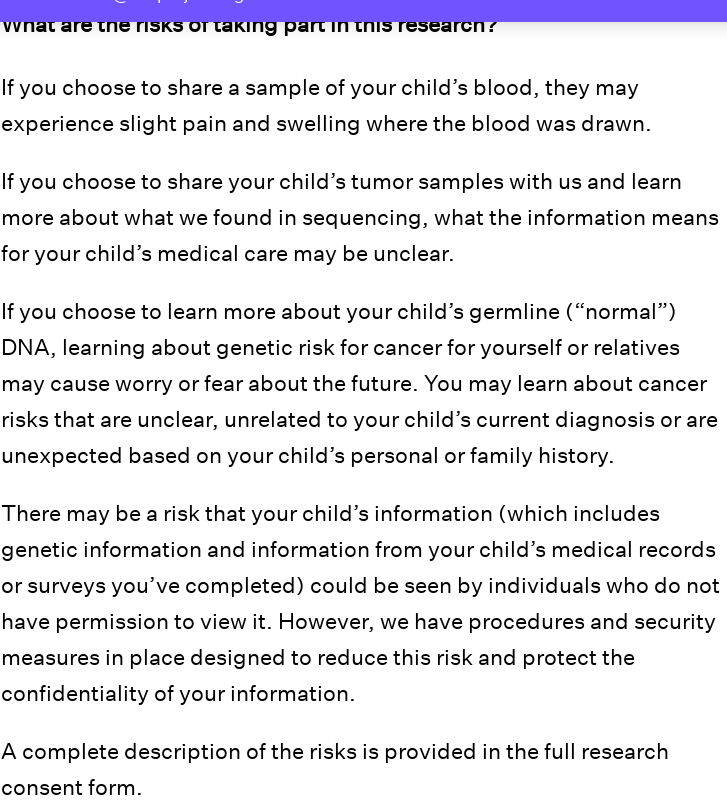 What are the risks of taking part in this research?
If you choose to share a sample of your child’s blood, they may
experience slight pain and swelling where the blood was drawn.
If you choose to share your child’s tumor samples with us and learn
more about what we found in sequencing, what the information means
for your child’s medical care may be unclear.
If you choose to learn more about your child’s germline (“normal”)
DNA, learning about genetic risk for cancer for yourself or relatives
may cause worry or fear about the future. You may learn about cancer
risks that are unclear, unrelated to your child’s current diagnosis or are
unexpected based on your child’s personal or family history.
There may be a risk that your child’s information (which includes
genetic information and information from your child’s medical records
or surveys you’ve completed) could be seen by individuals who do not
have permission to view it. However, we have procedures and security
measures in place designed to reduce this risk and protect the
confidentiality of your information.
A complete description of the risks is provided in the full research
consent form.